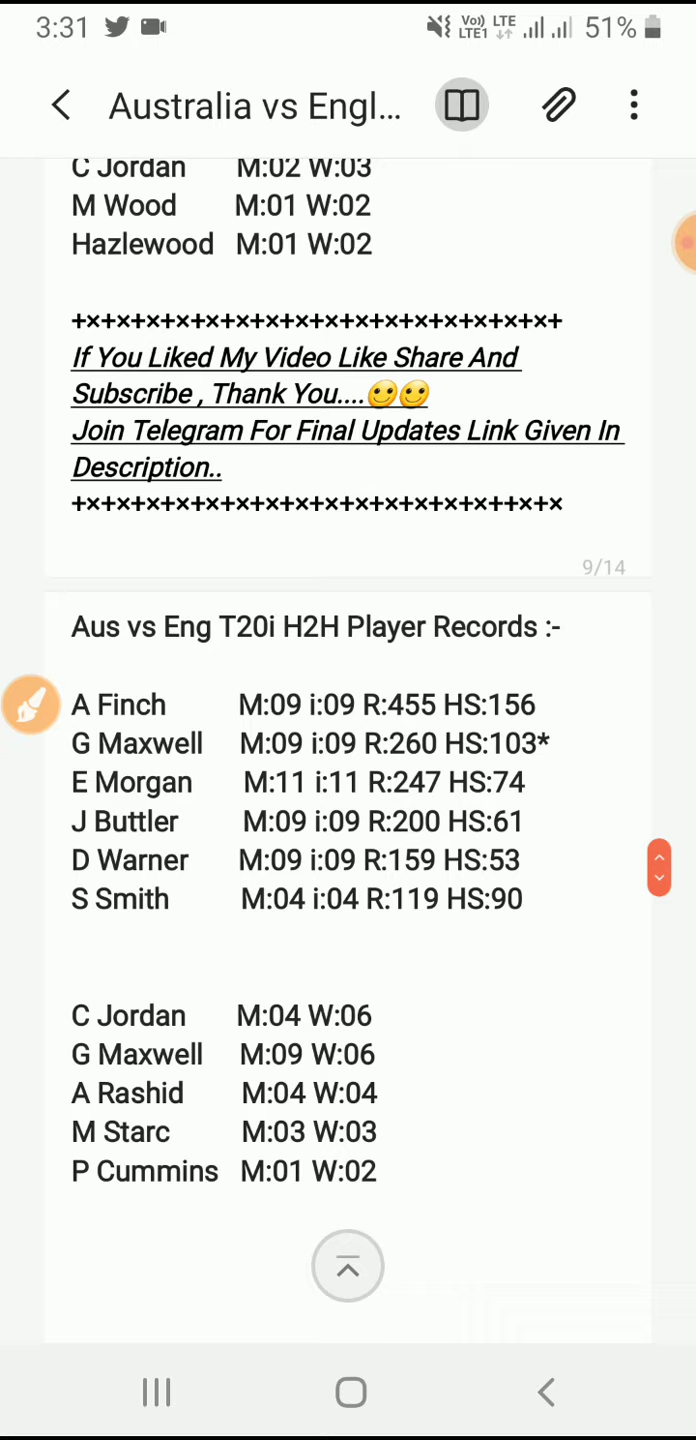 3:31 Vo) LTE LTE1 51%
Australia vs Engl...
C Jordan M:02 W:03
M Wood M:01 W:02
Hazlewood M:01 W:02
+×+×+×+×+×+×+×+×+×+×+×+×+×+×+×+×+
If You Liked My Video Like Share And
Subscribe , Thank You....🙂🙂
Join Telegram For Final Updates Link Given In
Description..
+×+×+×+×+×+×+×+×+×+×+×+×+×+×++×+×
9/14
Aus vs Eng T20i H2H Player Records :-
A Finch M:09 i:09 R:455 HS:156
G Maxwell M:09 i:09 R:260 HS:103*
E Morgan M:11 i:11 R:247 HS:74
J Buttler M:09 i:09 R:200 HS:61
D Warner M:09 i:09 R:159 HS:53
S Smith M:04 i:04 R:119 HS:90
C Jordan M:04 W:06
G Maxwell M:09 W:06
A Rashid M:04 W:04
M Starc M:03 W:03
P Cummins M:01 W:02